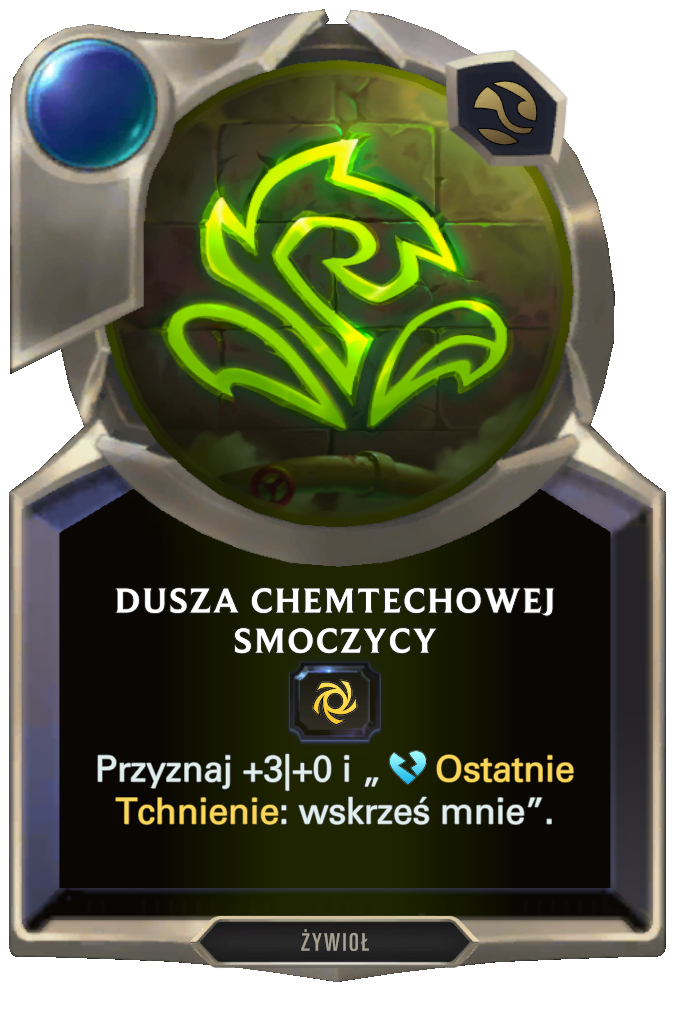 DUSZA CHEMTECHOWEJ
SMOCZYCY
Przyznaj +3|+0 i „ Ostatnie
Tchnienie: wskrześ mnie”.
ŻYWIOŁ